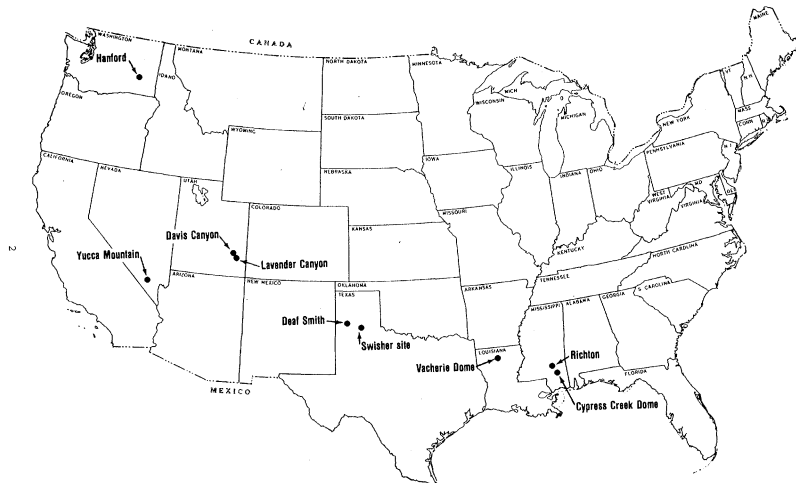 CANADA
MAINE
WASHINGTON
Hanford
MONTANA
NORTH DAKOTA
MINNESOTA
VT
N.H.
IDAHO
OREGON
MICH
WISCONSIN
MICHIGAN
NEW YORK
MASS
CONN
SOUTH DAKOTA
WYOMING
IOWA
PENNSYLVANIA
N J
CALIFORNIA
NEVADA
UTAH
NEBRASKA
ILLINOIS
INDIANA
OHIO
MD
DE
WEST
VIRGINIA
VIRGINIA
COLORADO
KANSAS
MISSOURI
KENTUCKY
2
Davis Canyon
Lavender Canyon
Yucca Mountain
NORTH CAROLINA
TENNESSEE
ARIZONA
NEW MEXICO
OKLAHOMA
TEXAS
ARKANSAS
S CAROLINA
MISSISSIPPI
ALABAMA
GEORGIA
Deaf Smith
Swisher site
LOUISIANA
Vacherie Dome
Richton
FLORIDA
Cypress Creek Dome
MEXICO